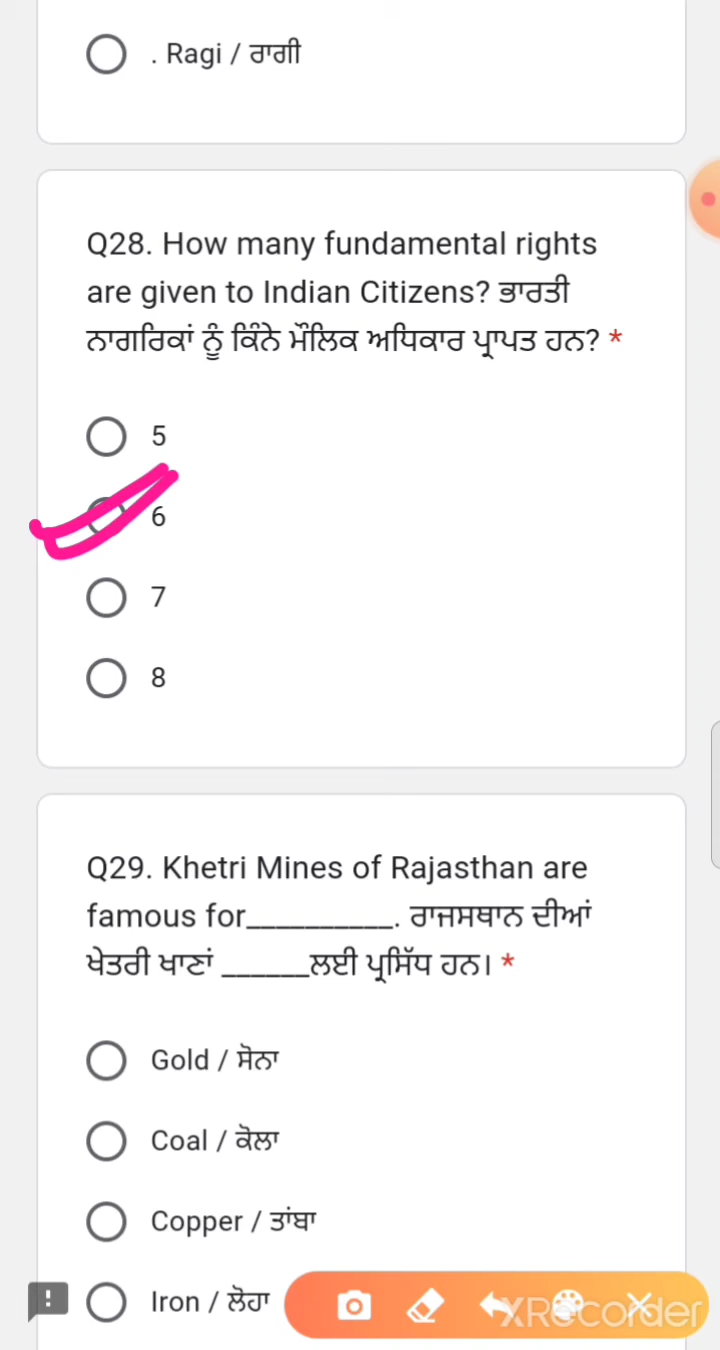 . Ragi / ਰਾਗੀ
Q28. How many fundamental rights
are given to Indian Citizens? ਭਾਰਤੀ
ਨਾਗਰਿਕਾਂ ਨੂੰ ਕਿੰਨੇ ਮੌਲਿਕ ਅਧਿਕਾਰ ਪ੍ਰਾਪਤ ਹਨ? *
5
6
7
8
Q29. Khetri Mines of Rajasthan are
famous for__________. ਰਾਜਸਥਾਨ ਦੀਆਂ
ਖੇਤਰੀ ਖਾਣਾਂ ______ਲਈ ਪ੍ਰਸਿੱਧ ਹਨ। *
Gold / ਸੋਨਾ
Coal / ਕੋਲਾ
Copper / ਤਾਂਬਾ
Iron / ਲੋਹਾ
XRecorder